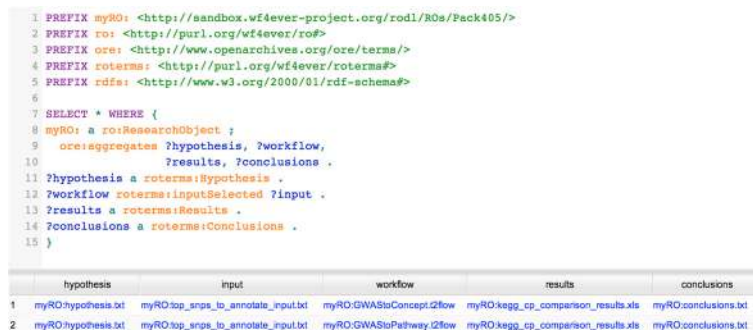 1 PREFIX myRO: <http://sandbox.wf4ever-project.org/rodl/ROs/Pack405/>
2 PREFIX ro: <http://purl.org/wf4ever/ro#>
3 PREFIX ore: <http://www.openarchives.org/ore/terms/>
4 PREFIX roterms: <http://purl.org/wf4ever/roterms#>
5 PREFIX rdfs: <http://www.w3.org/2000/01/rdf-schema#>
6
7 SELECT * WHERE {
8 myRO: a ro:ResearchObject ;
9 ore:aggregates ?hypothesis, ?workflow,
10 ?results, ?conclusions .
11 ?hypothesis a roterms:Hypothesis .
12 ?workflow roterms:inputSelected ?input .
13 ?results a roterms:Results .
14 ?conclusions a roterms:Conclusions .
15 }
hypothesis input workflow results conclusions
1 myRO:hypothesis.txt myRO:top_snps_to_annotate_input.txt myRO:GWAStoConcept.t2flow myRO:kegg_cp_comparison_results.xls myRO:conclusions.txt
2 myRO:hypothesis.txt myRO:top_snps_to_annotate_input.txt myRO:GWAStoPathway.t2flow myRO:kegg_cp_comparison_results.xls myRO:conclusions.txt